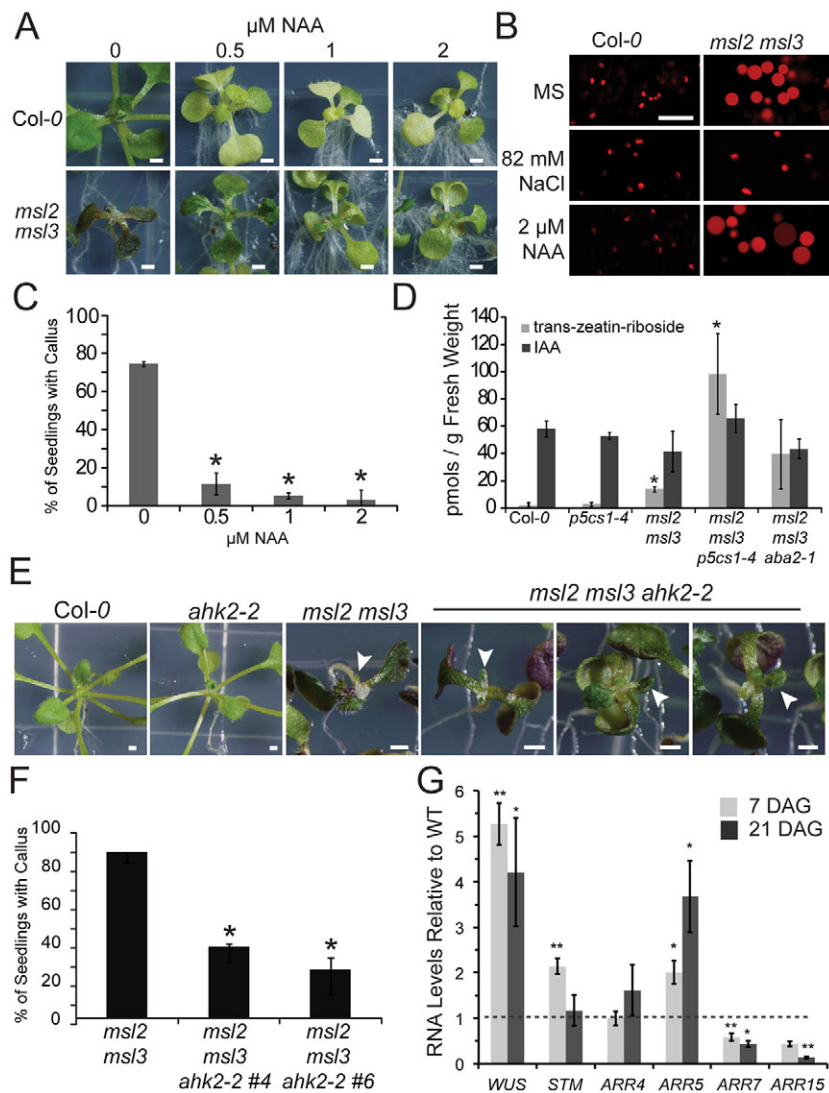 A
µM NAA
0 0.5 1 2
Col-0
msl2 msl3
B
Col-0 msl2 msl3
MS
82 mM NaCl
2 µM NAA
C
% of Seedlings with Callus
100
80
60
40
20
0
* * *
0 0.5 1 2
µM NAA
D
pmols / g Fresh Weight
140
120
100
80
60
40
20
0
trans-zeatin-riboside
IAA
* *
Col-0 p5cs1-4 msl2 msl3 msl2 msl3 p5cs1-4 msl2 msl3 aba2-1
E
Col-0 ahk2-2 msl2 msl3 msl2 msl3 ahk2-2
F
% of Seedlings with Callus
100
80
60
40
20
0
* *
msl2 msl3 msl2 msl3 ahk2-2 #4 msl2 msl3 ahk2-2 #6
G
RNA Levels Relative to WT
6
5
4
3
2
1
0
7 DAG
21 DAG
** * ** * * ** * **
WUS STM ARR4 ARR5 ARR7 ARR15